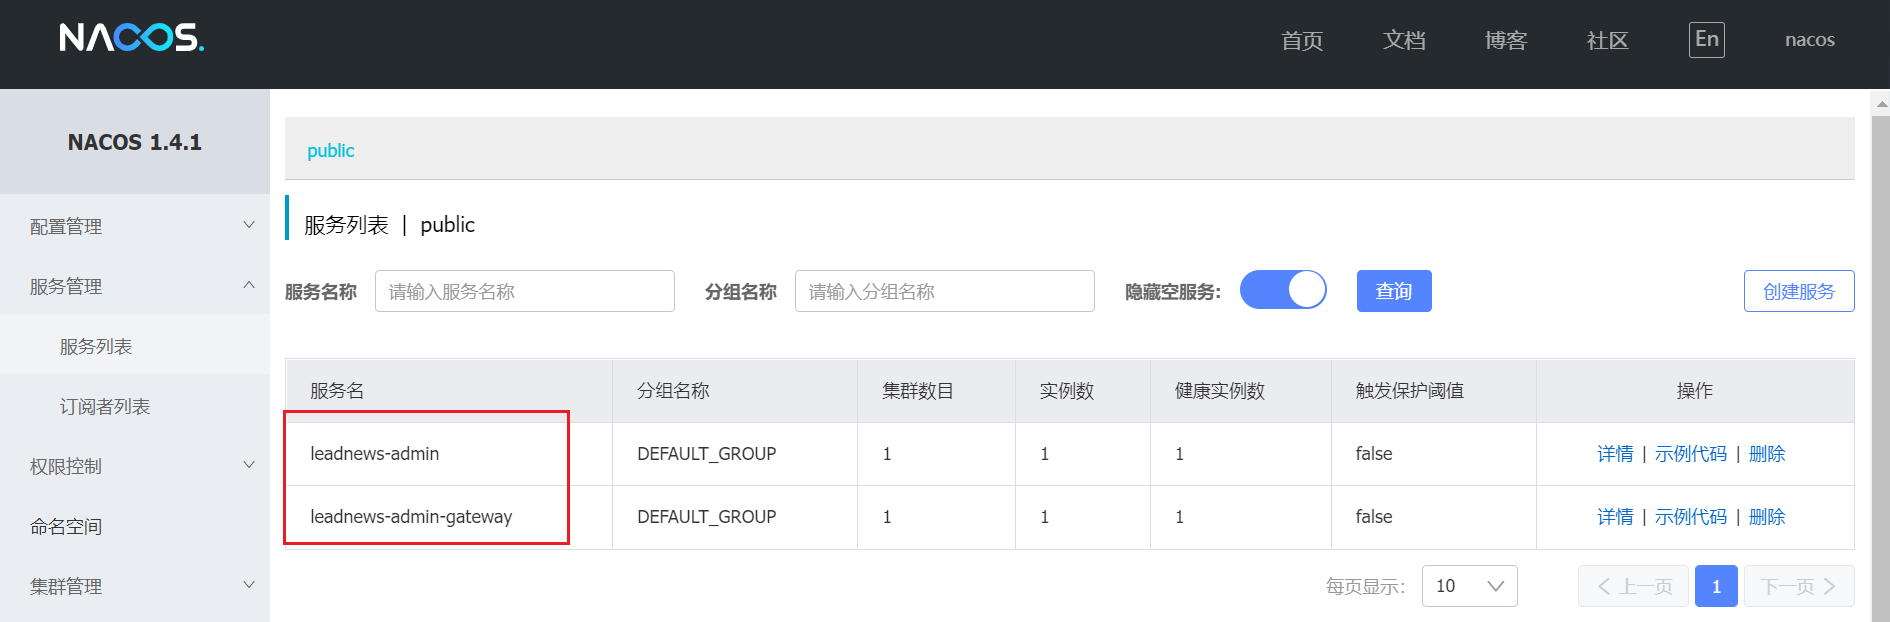 NACOS.
首页 文档 博客 社区 En nacos
NACOS 1.4.1
配置管理
服务管理
服务列表
订阅者列表
权限控制
命名空间
集群管理
public
服务列表 | public
服务名称 请输入服务名称 分组名称 请输入分组名称 隐藏空服务: 查询 创建服务
服务名 分组名称 集群数目 实例数 健康实例数 触发保护阈值 操作
leadnews-admin DEFAULT_GROUP 1 1 1 false 详情 | 示例代码 | 删除
leadnews-admin-gateway DEFAULT_GROUP 1 1 1 false 详情 | 示例代码 | 删除
每页显示: 10 上一页 1 下一页